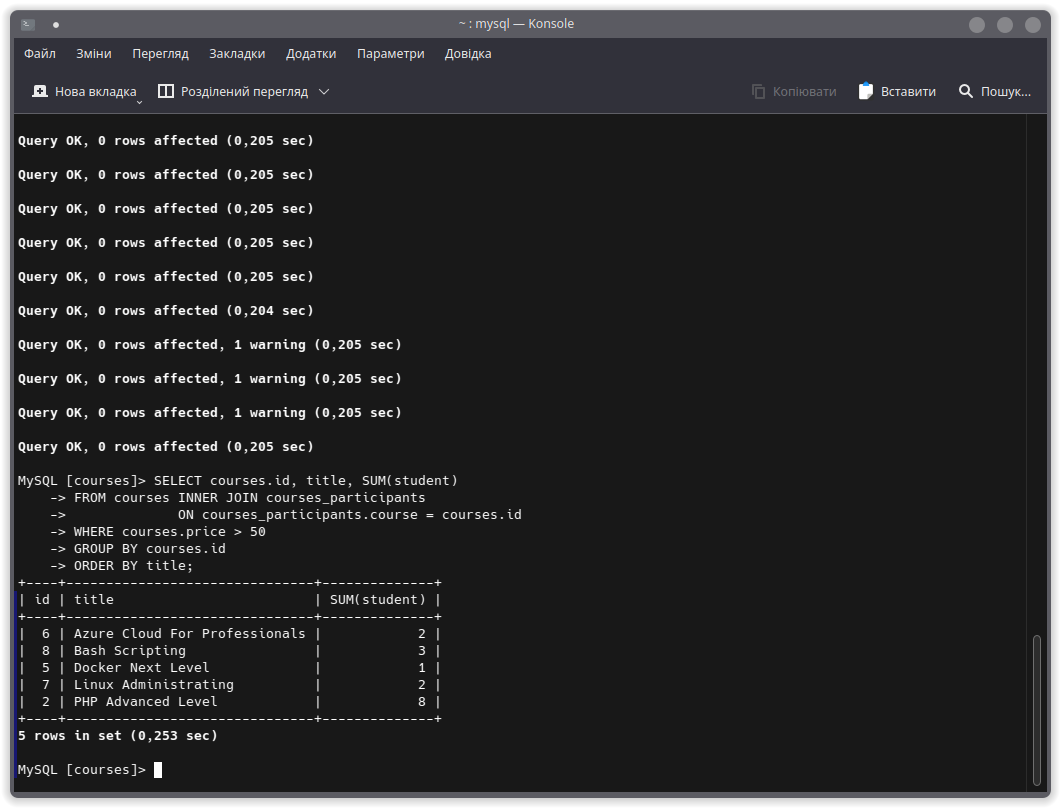 ~ : mysql — Konsole
Файл Зміни Перегляд Закладки Додатки Параметри Довідка
Нова вкладка Розділений перегляд Копіювати Вставити Пошук...
Query OK, 0 rows affected (0,205 sec)
Query OK, 0 rows affected (0,205 sec)
Query OK, 0 rows affected (0,205 sec)
Query OK, 0 rows affected (0,205 sec)
Query OK, 0 rows affected (0,205 sec)
Query OK, 0 rows affected (0,204 sec)
Query OK, 0 rows affected, 1 warning (0,205 sec)
Query OK, 0 rows affected, 1 warning (0,205 sec)
Query OK, 0 rows affected, 1 warning (0,205 sec)
Query OK, 0 rows affected (0,205 sec)
MySQL [courses]> SELECT courses.id, title, SUM(student)
    -> FROM courses INNER JOIN courses_participants
    ->              ON courses_participants.course = courses.id
    -> WHERE courses.price > 50
    -> GROUP BY courses.id
    -> ORDER BY title;
+----+-------------------------------+--------------+
| id | title                         | SUM(student) |
+----+-------------------------------+--------------+
|  6 | Azure Cloud For Professionals |            2 |
|  8 | Bash Scripting                |            3 |
|  5 | Docker Next Level             |            1 |
|  7 | Linux Administrating          |            2 |
|  2 | PHP Advanced Level            |            8 |
+----+-------------------------------+--------------+
5 rows in set (0,253 sec)
MySQL [courses]>